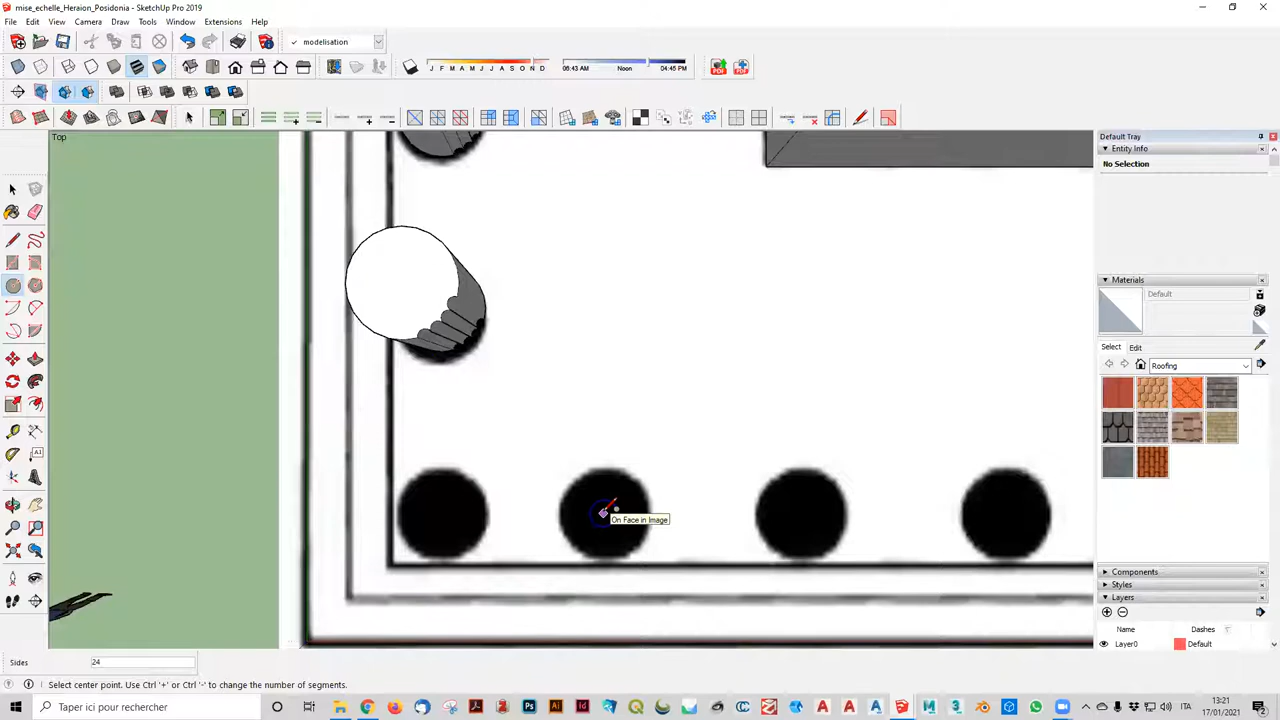 mise_echelle_Heraion_Posidonia - SketchUp Pro 2019
File Edit View Camera Draw Tools Window Extensions Help
modelisation
J F M A M J J A S O N D
06:43 AM Noon 04:45 PM
Top
Default Tray
Entity Info
No Selection
Materials
Default
Select Edit
Roofing
On Face in Image
Components
Styles
Layers
Name Dashes
Layer0 Default
Sides 24
Select center point. Use Ctrl '+' or Ctrl '-' to change the number of segments.
Taper ici pour rechercher
ITA
13:21
17/01/2021